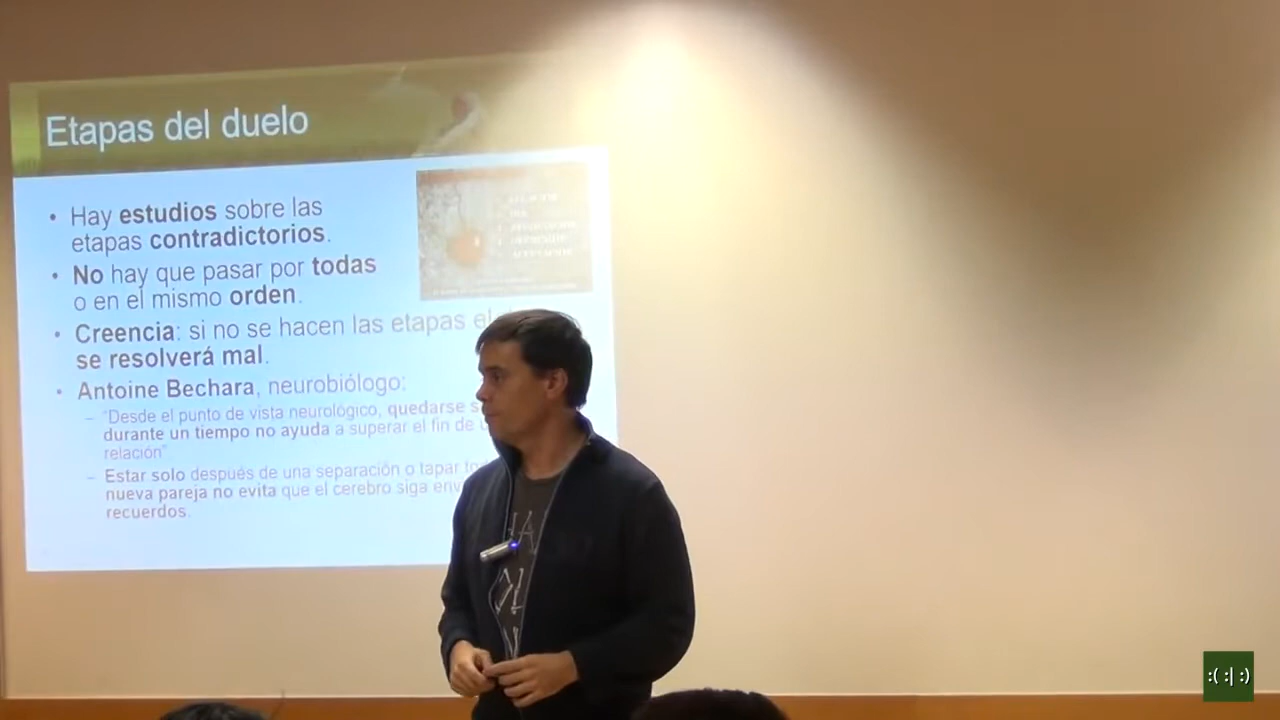 Etapas del duelo
• Hay estudios sobre las
etapas contradictorios.
• No hay que pasar por todas
o en el mismo orden.
• Creencia: si no se hacen las etapas el
se resolverá mal.
• Antoine Bechara, neurobiólogo:
– "Desde el punto de vista neurológico, quedarse s
durante un tiempo no ayuda a superar el fin de
relación"
– Estar solo después de una separación o tapar
nueva pareja no evita que el cerebro siga env
recuerdos.
:( :| :)